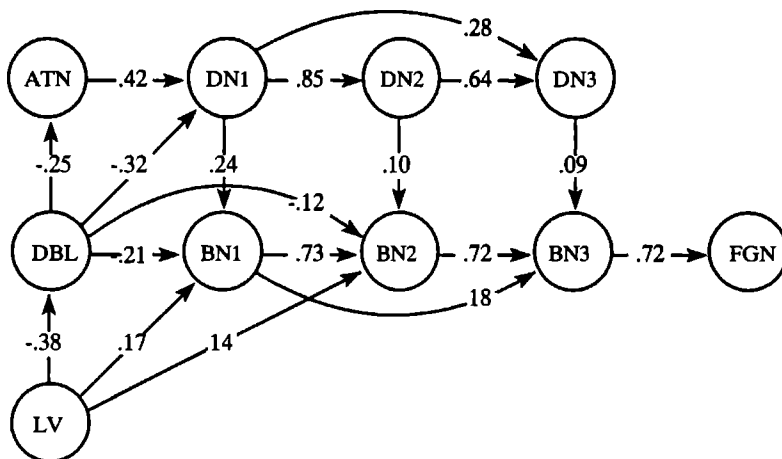 .28
ATN .42 DN1 .85 DN2 .64 DN3
-.25 -.32 .24 .10 .09
-.12
DBL -.21 BN1 .73 BN2 .72 BN3 .72 FGN
18
-.38 .17 .14
LV